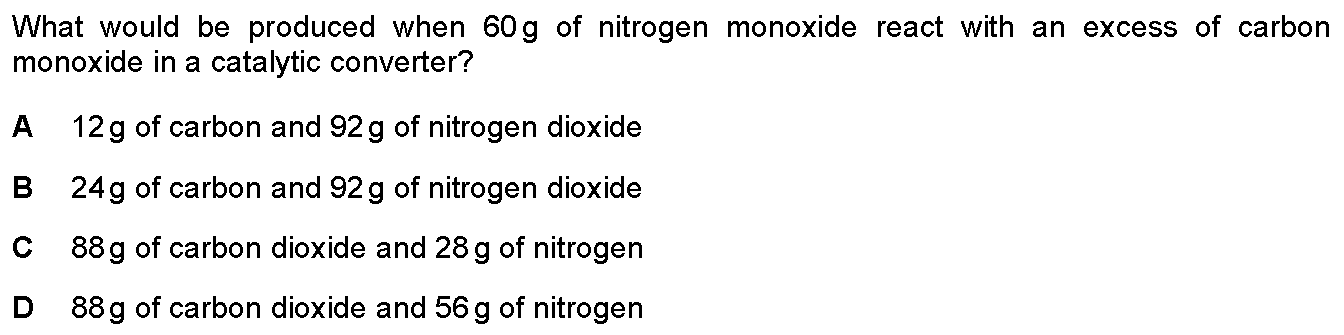 What would be produced when 60 g of nitrogen monoxide react with an excess of carbon
monoxide in a catalytic converter?
A 12 g of carbon and 92 g of nitrogen dioxide
B 24 g of carbon and 92 g of nitrogen dioxide
C 88 g of carbon dioxide and 28 g of nitrogen
D 88 g of carbon dioxide and 56 g of nitrogen